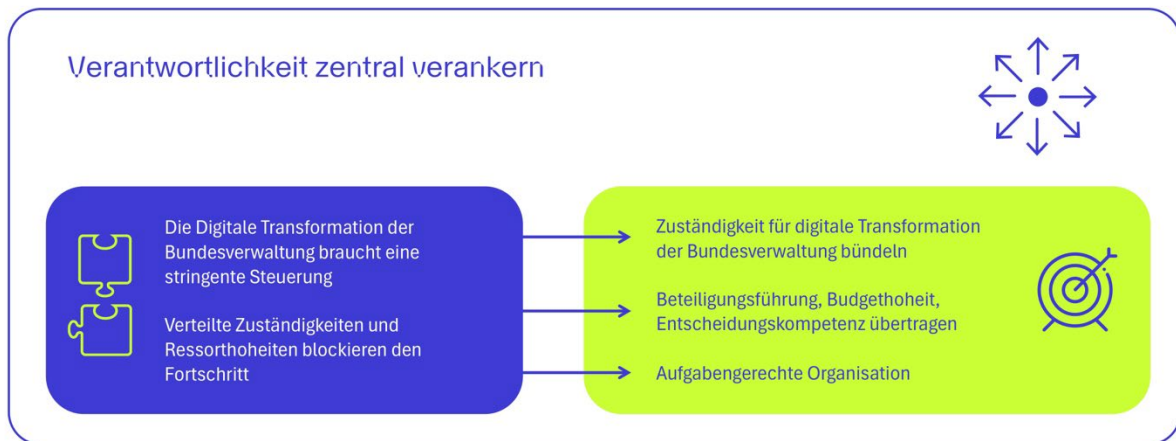 Verantwortlichkeit zentral verankern
Die Digitale Transformation der
Bundesverwaltung braucht eine
stringente Steuerung
Verteilte Zuständigkeiten und
Ressorthoheiten blockieren den
Fortschritt
Zuständigkeit für digitale Transformation
der Bundesverwaltung bündeln
Beteiligungsführung, Budgethoheit,
Entscheidungskompetenz übertragen
Aufgabengerechte Organisation